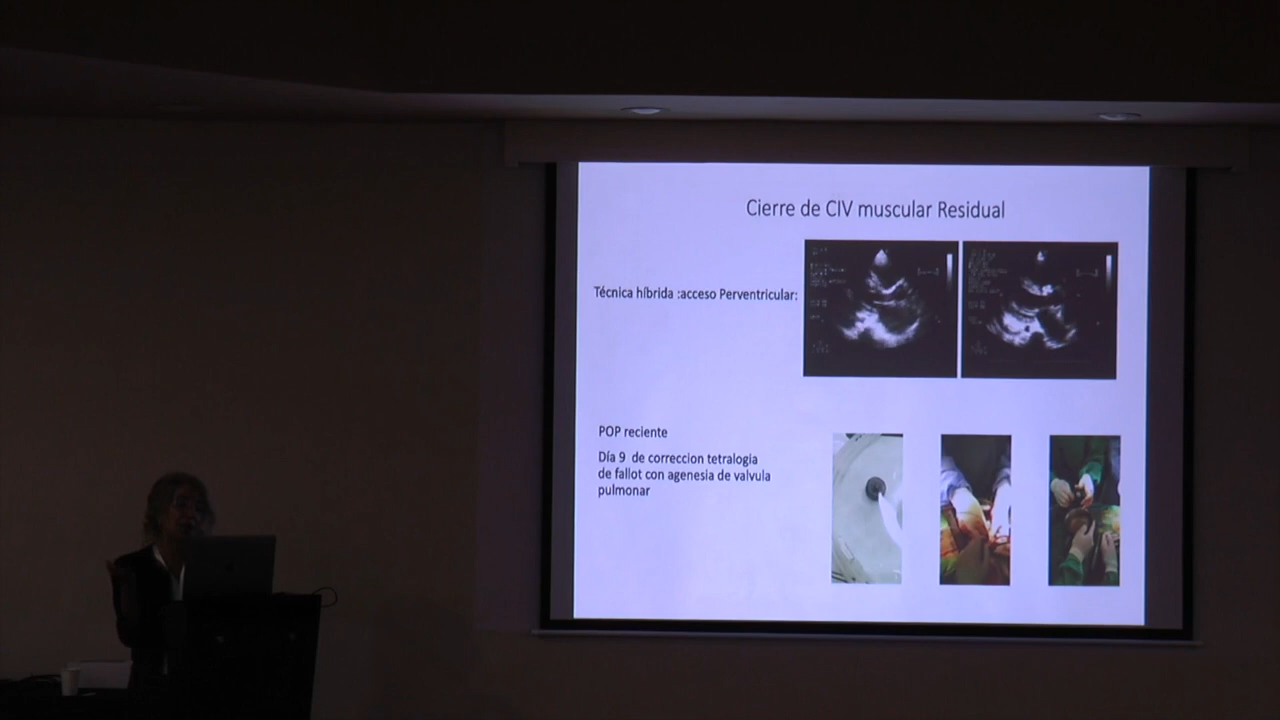 Cierre de CIV muscular Residual
Técnica híbrida :acceso Perventricular:
POP reciente
Día 9 de correccion tetralogia
de fallot con agenesia de valvula
pulmonar